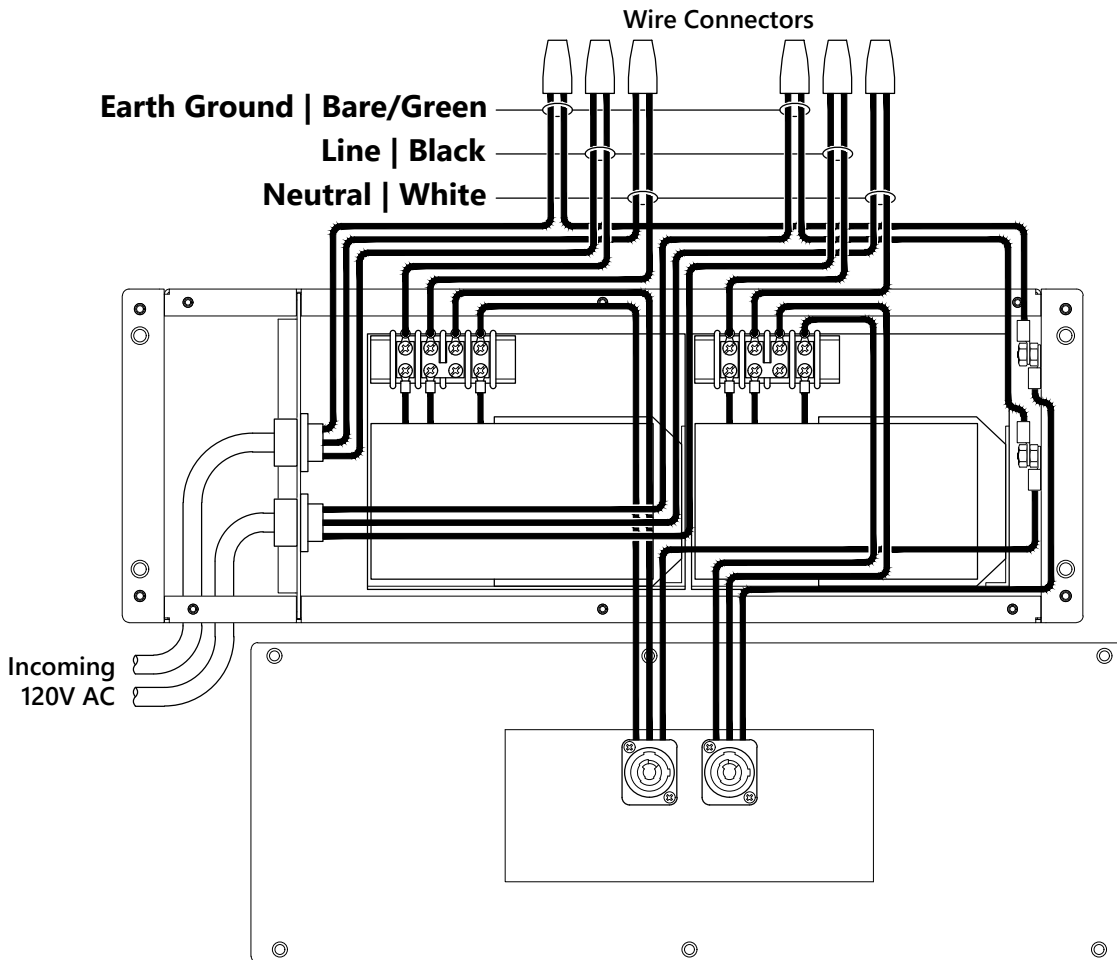 Wire Connectors
Earth Ground | Bare/Green
Line | Black
Neutral | White
Incoming
120V AC